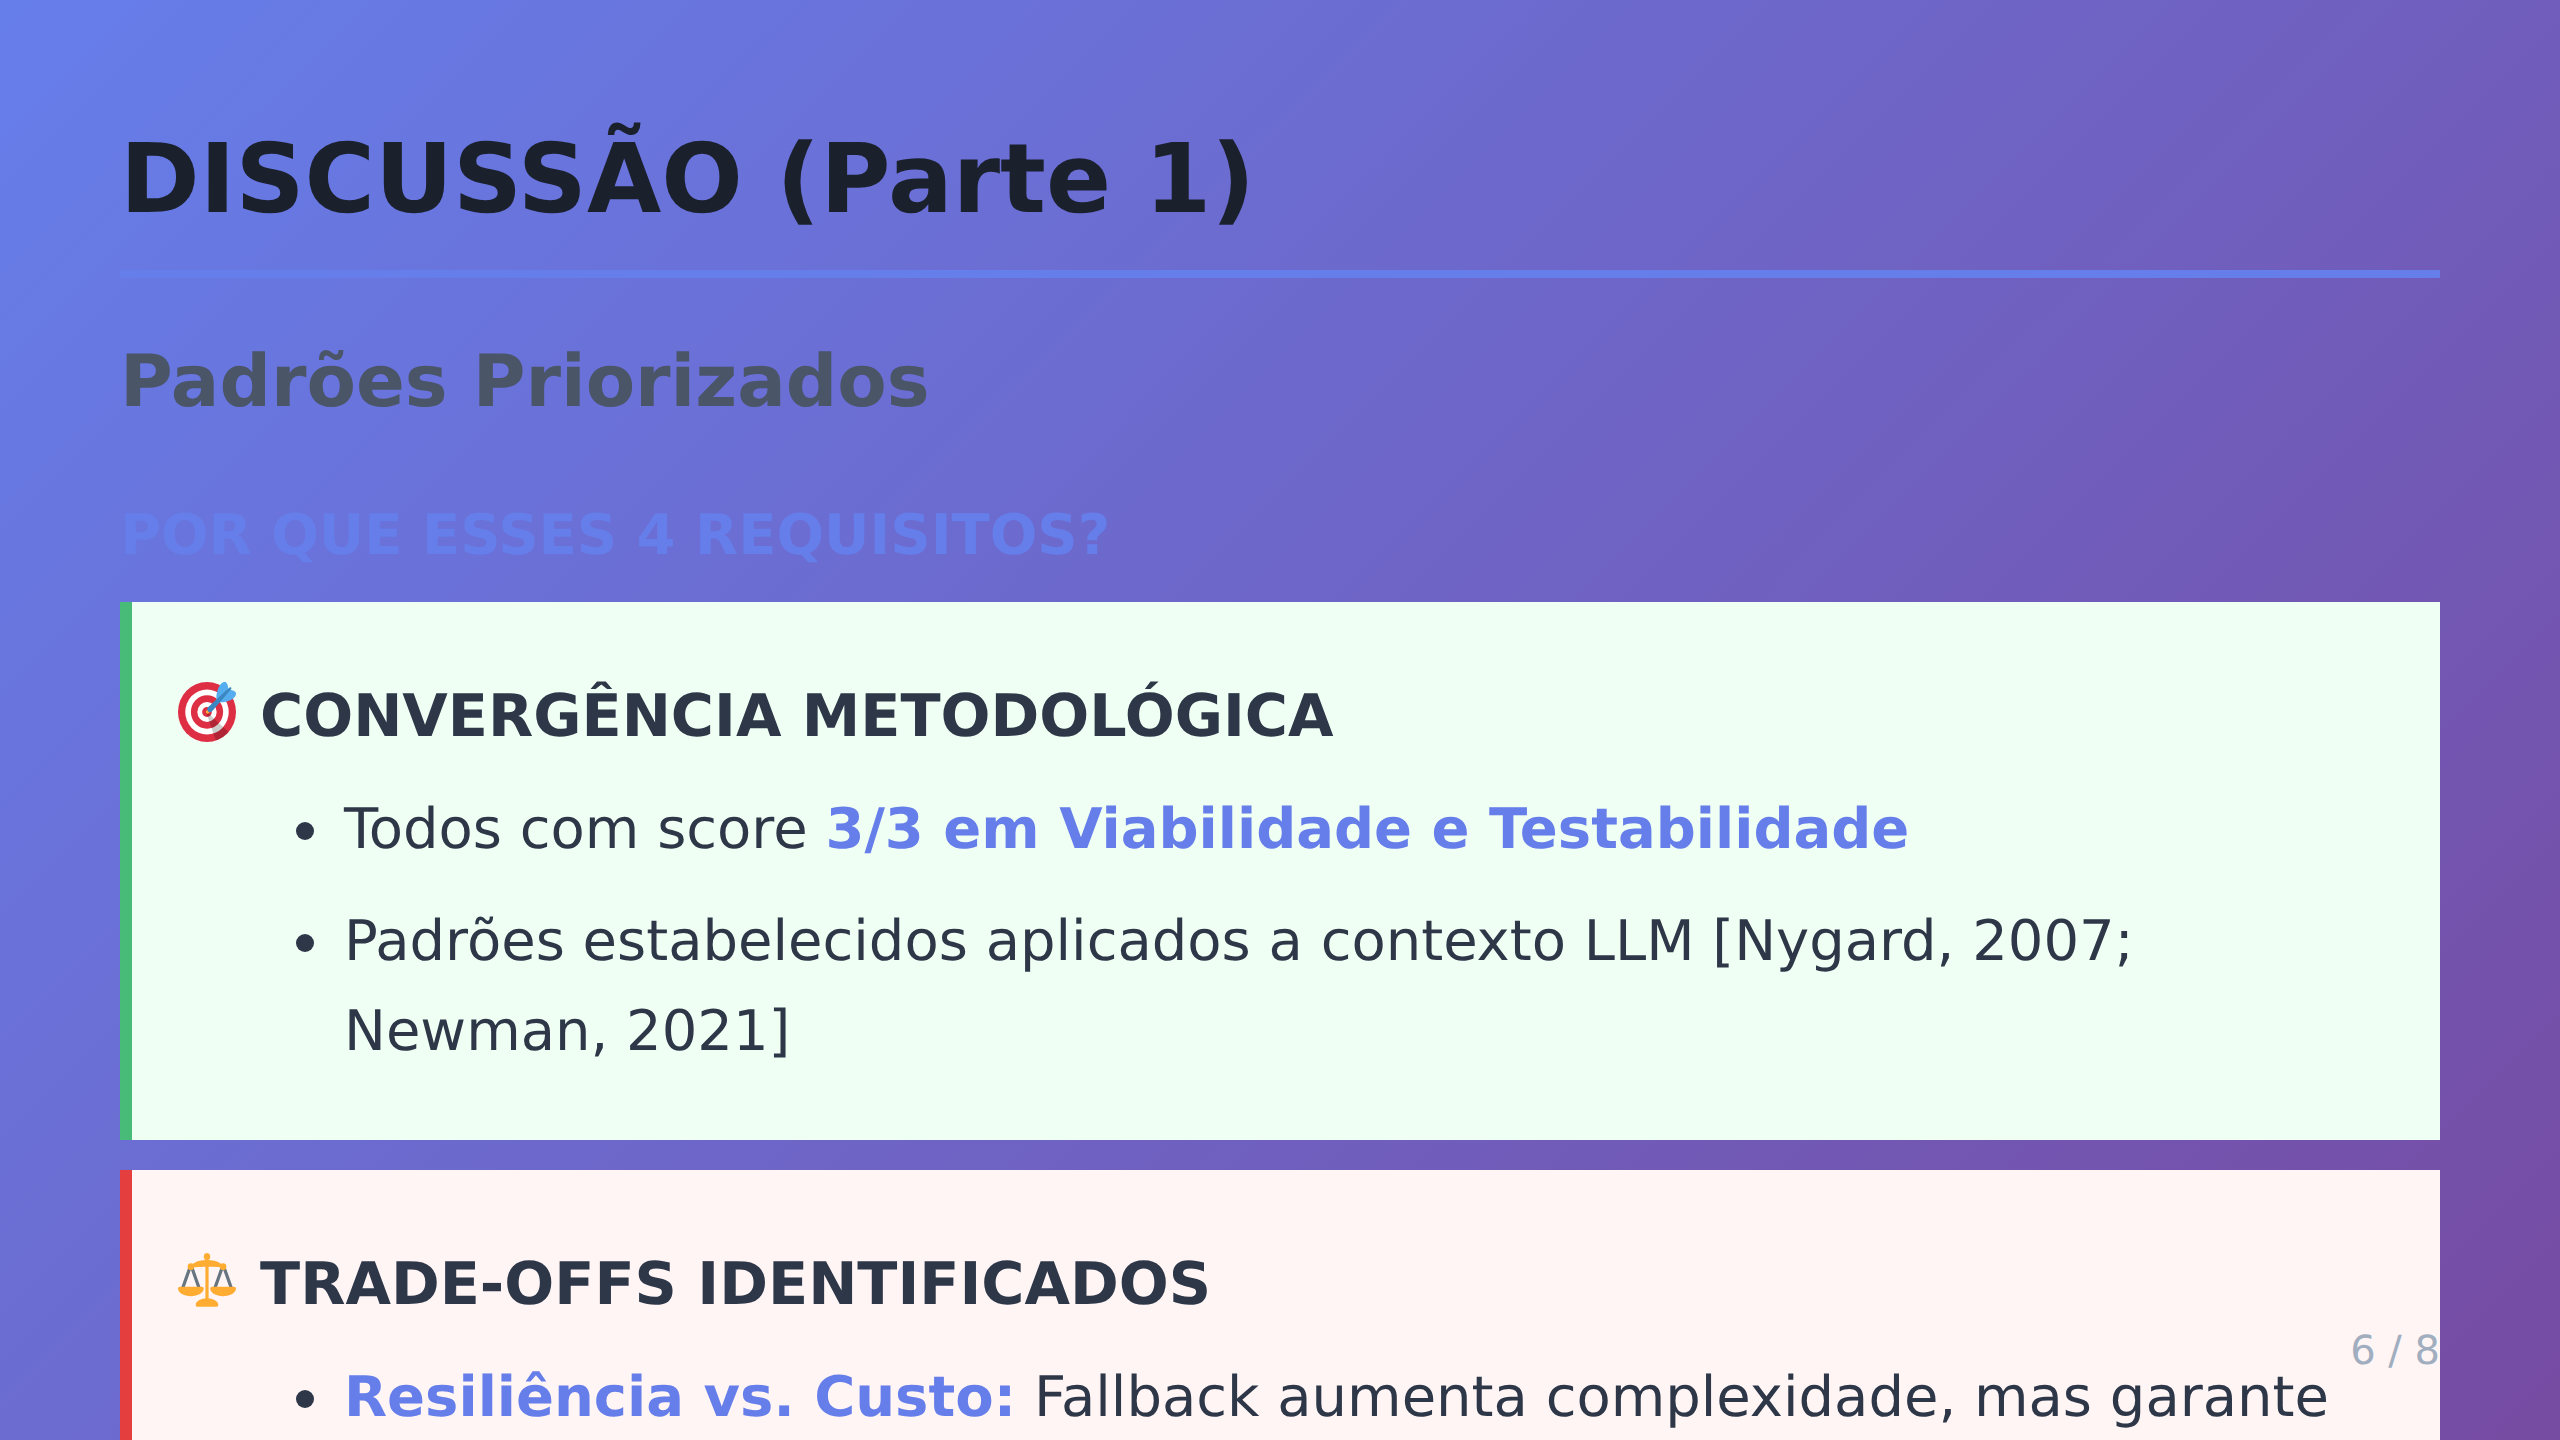 DISCUSSÃO (Parte 1)
Padrões Priorizados
POR QUE ESSES 4 REQUISITOS?
🎯 CONVERGÊNCIA METODOLÓGICA
• Todos com score 3/3 em Viabilidade e Testabilidade
• Padrões estabelecidos aplicados a contexto LLM [Nygard, 2007;
Newman, 2021]
⚖️ TRADE-OFFS IDENTIFICADOS
6 / 8
• Resiliência vs. Custo: Fallback aumenta complexidade, mas garante